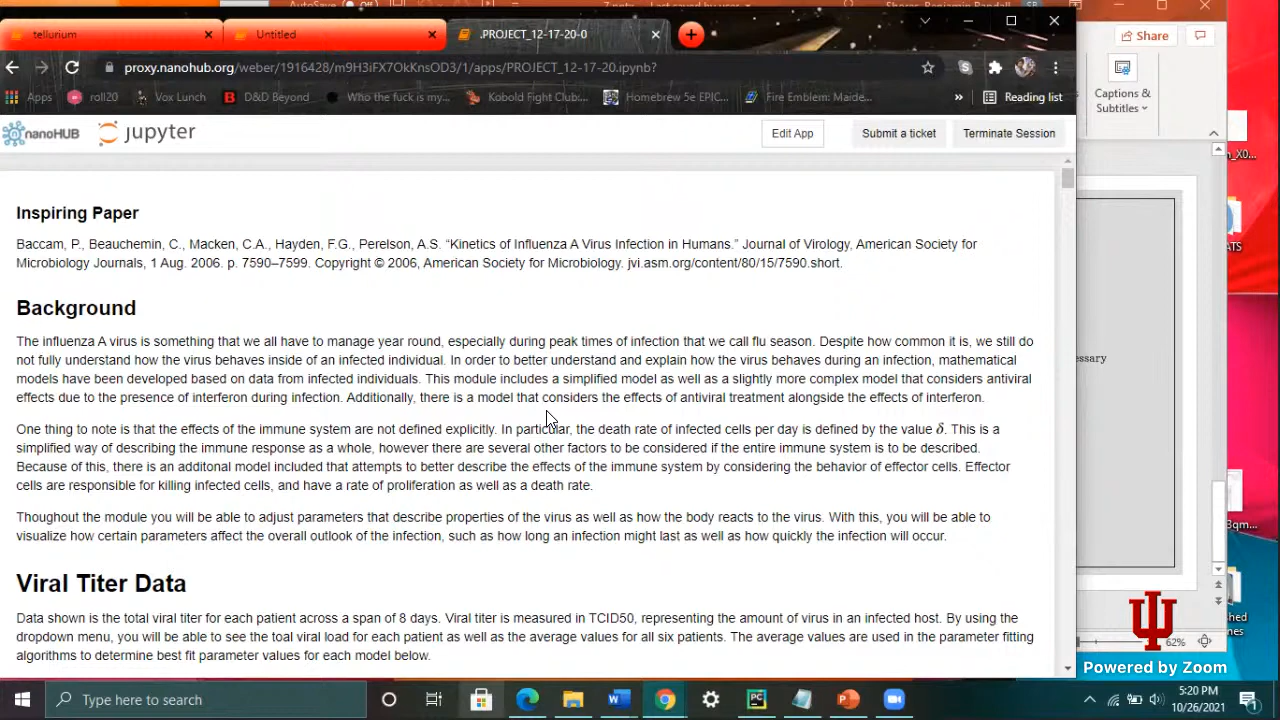 AutoSave
tellurium
Untitled
.PROJECT_12-17-20-0
Share
proxy.nanohub.org/weber/1916428/m9H3iFX7OkKnsOD3/1/apps/PROJECT_12-17-20.ipynb?
Apps
roll20
Vox Lunch
D&D Beyond
Who the fuck is my...
Kobold Fight Club:...
Homebrew 5e EPIC...
Fire Emblem: Maide...
»
Reading list
Captions &
Subtitles
nanoHUB
jupyter
Edit App
Submit a ticket
Terminate Session
Inspiring Paper
Baccam, P., Beauchemin, C., Macken, C.A., Hayden, F.G., Perelson, A.S. “Kinetics of Influenza A Virus Infection in Humans.” Journal of Virology, American Society for
Microbiology Journals, 1 Aug. 2006. p. 7590–7599. Copyright © 2006, American Society for Microbiology. jvi.asm.org/content/80/15/7590.short.
Background
The influenza A virus is something that we all have to manage year round, especially during peak times of infection that we call flu season. Despite how common it is, we still do
not fully understand how the virus behaves inside of an infected individual. In order to better understand and explain how the virus behaves during an infection, mathematical
models have been developed based on data from infected individuals. This module includes a simplified model as well as a slightly more complex model that considers antiviral
effects due to the presence of interferon during infection. Additionally, there is a model that considers the effects of antiviral treatment alongside the effects of interferon.
One thing to note is that the effects of the immune system are not defined explicitly. In particular, the death rate of infected cells per day is defined by the value δ. This is a
simplified way of describing the immune response as a whole, however there are several other factors to be considered if the entire immune system is to be described.
Because of this, there is an additonal model included that attempts to better describe the effects of the immune system by considering the behavior of effector cells. Effector
cells are responsible for killing infected cells, and have a rate of proliferation as well as a death rate.
Thoughout the module you will be able to adjust parameters that describe properties of the virus as well as how the body reacts to the virus. With this, you will be able to
visualize how certain parameters affect the overall outlook of the infection, such as how long an infection might last as well as how quickly the infection will occur.
Viral Titer Data
Data shown is the total viral titer for each patient across a span of 8 days. Viral titer is measured in TCID50, representing the amount of virus in an infected host. By using the
dropdown menu, you will be able to see the toal viral load for each patient as well as the average values for all six patients. The average values are used in the parameter fitting
algorithms to determine best fit parameter values for each model below.
essary
62%
Powered by Zoom
Type here to search
5:20 PM
10/26/2021